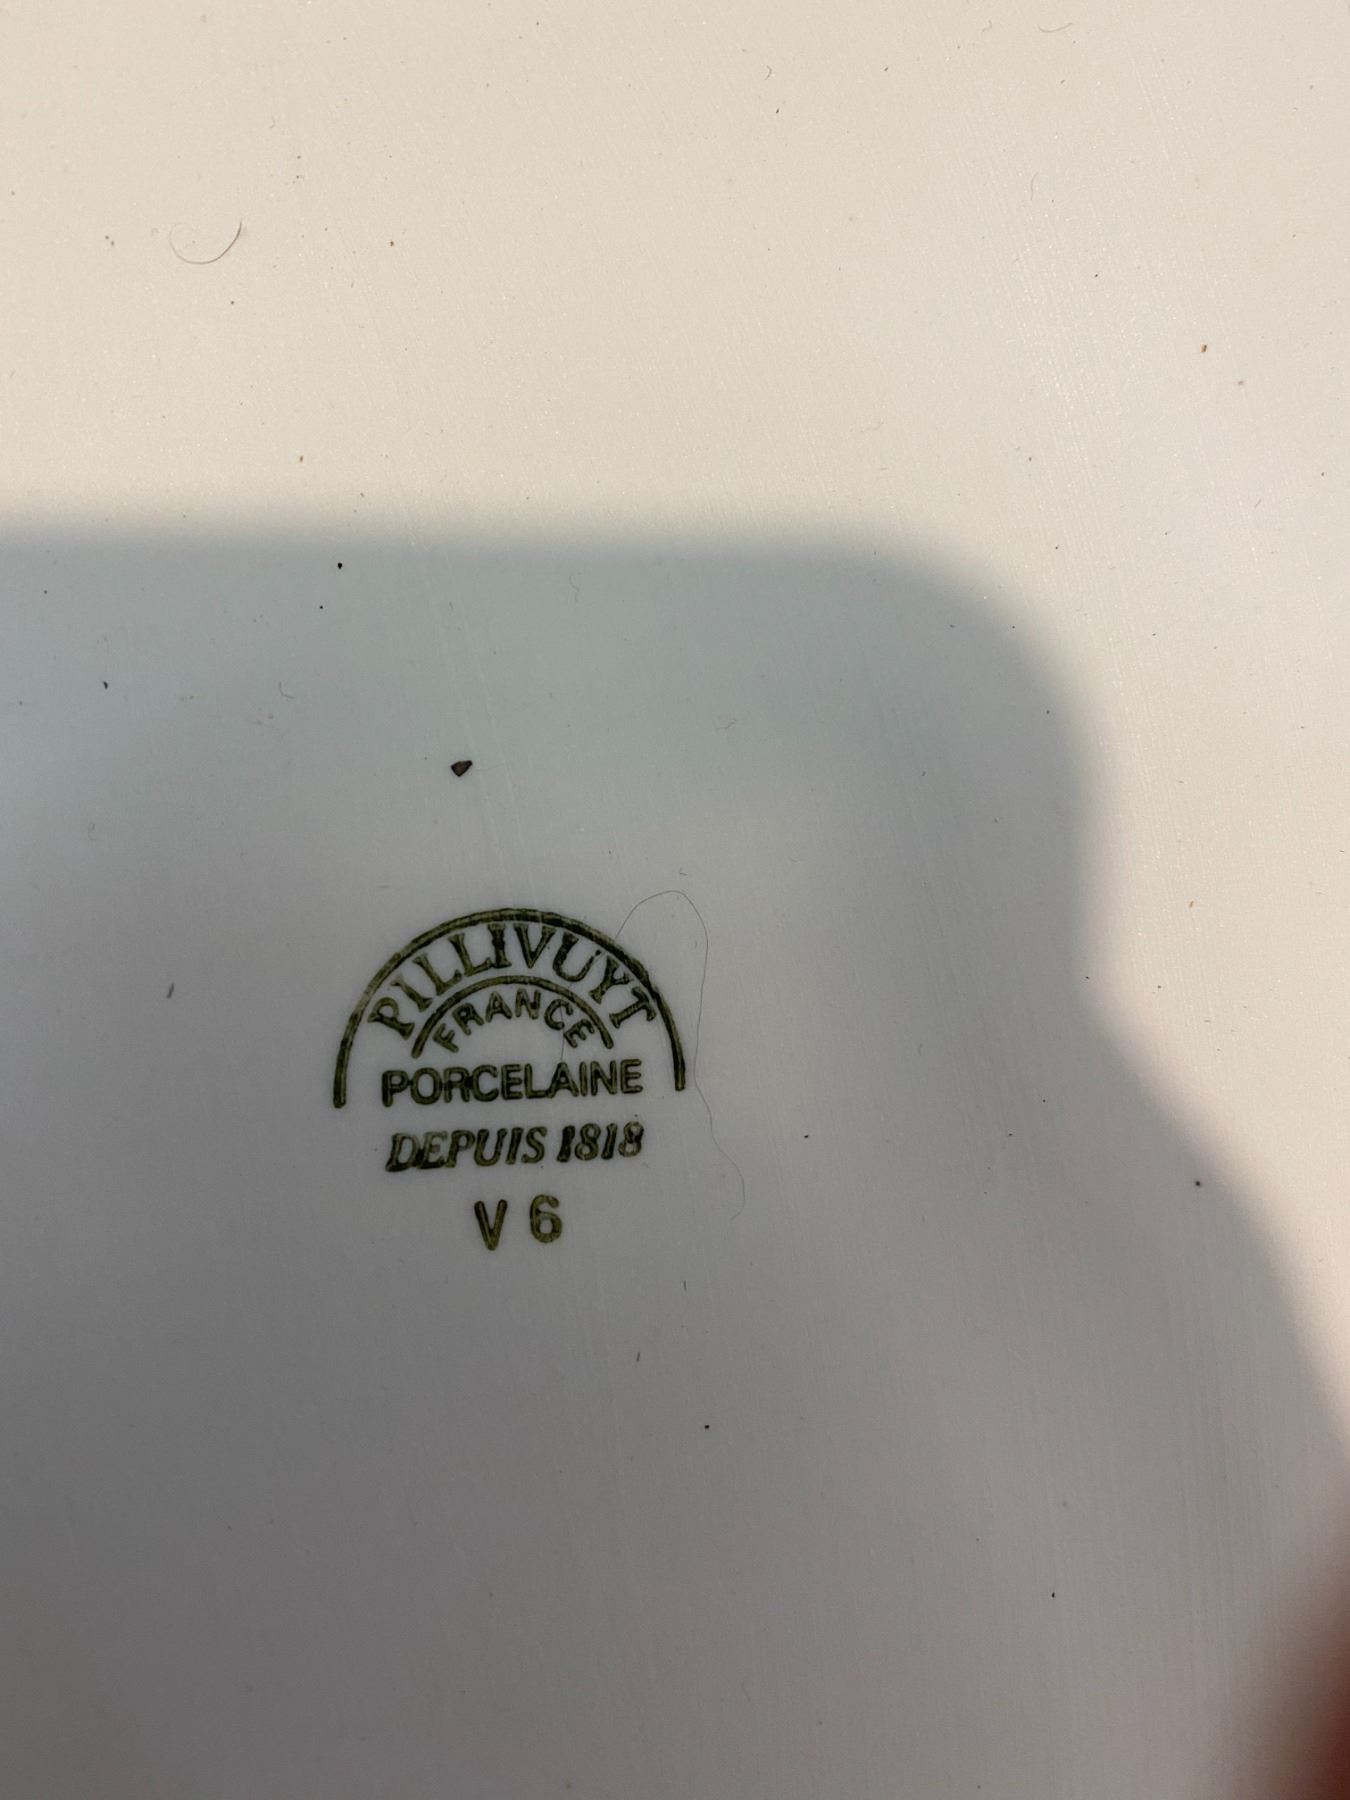 PILLIVUYT
FRANCE
PORCELAINE
DEPUIS 1818
V 6